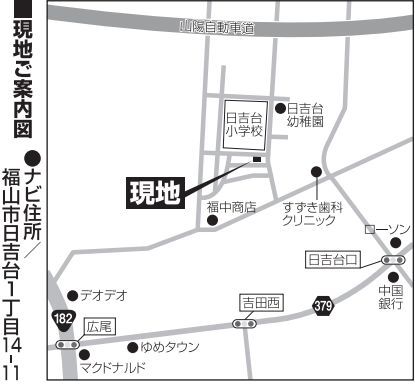 現地ご案内図
●ナビ住所／
福山市日吉台1丁目14-11
山陽自動車道
日吉台
小学校
日吉台
幼稚園
現地
福中商店
すずき歯科
クリニック
ローソン
日吉台口
中国
銀行
デオデオ
吉田西
379
182
広尾
ゆめタウン
マクドナルド